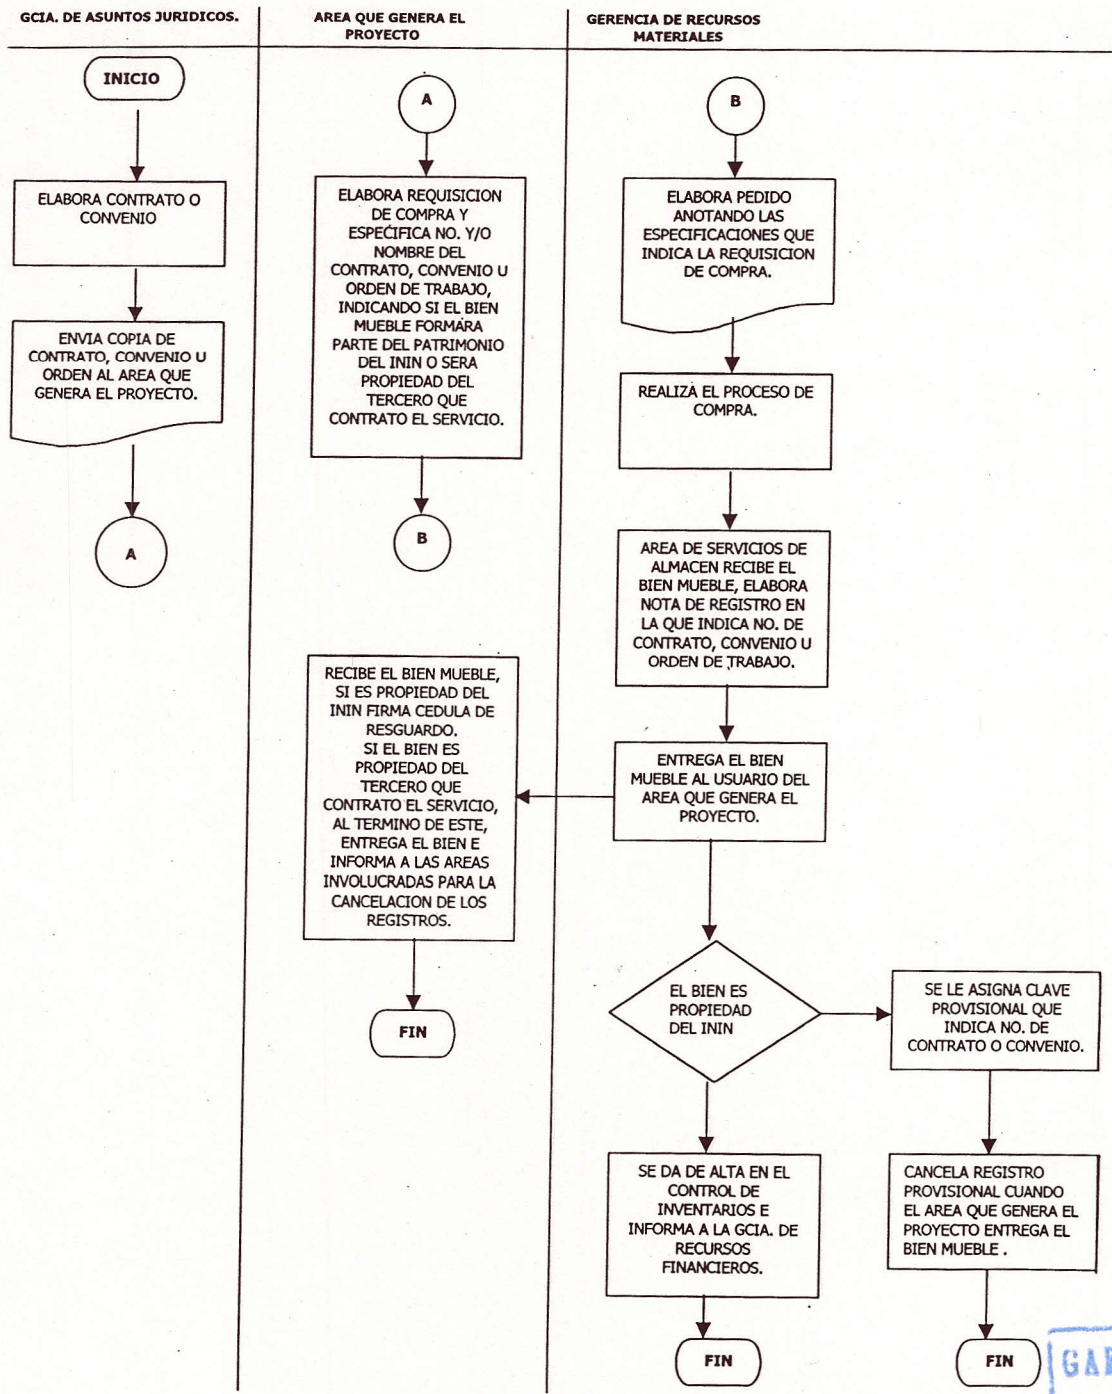 GCIA. DE ASUNTOS JURIDICOS.
AREA QUE GENERA EL
PROYECTO
GERENCIA DE RECURSOS
MATERIALES
INICIO
ELABORA CONTRATO O
CONVENIO
ENVIA COPIA DE
CONTRATO, CONVENIO U
ORDEN AL AREA QUE
GENERA EL PROYECTO.
A
A
ELABORA REQUISICION
DE COMPRA Y
ESPECIFICA NO. Y/O
NOMBRE DEL
CONTRATO, CONVENIO U
ORDEN DE TRABAJO,
INDICANDO SI EL BIEN
MUEBLE FORMARA
PARTE DEL PATRIMONIO
DEL ININ O SERA
PROPIEDAD DEL
TERCERO QUE
CONTRATO EL SERVICIO.
B
RECIBE EL BIEN MUEBLE,
SI ES PROPIEDAD DEL
ININ FIRMA CEDULA DE
RESGUARDO.
SI EL BIEN ES
PROPIEDAD DEL
TERCERO QUE
CONTRATO EL SERVICIO,
AL TERMINO DE ESTE,
ENTREGA EL BIEN E
INFORMA A LAS AREAS
INVOLUCRADAS PARA LA
CANCELACION DE LOS
REGISTROS.
FIN
B
ELABORA PEDIDO
ANOTANDO LAS
ESPECIFICACIONES QUE
INDICA LA REQUISICION
DE COMPRA.
REALIZA EL PROCESO DE
COMPRA.
AREA DE SERVICIOS DE
ALMACEN RECIBE EL
BIEN MUEBLE, ELABORA
NOTA DE REGISTRO EN
LA QUE INDICA NO. DE
CONTRATO, CONVENIO U
ORDEN DE TRABAJO.
ENTREGA EL BIEN
MUEBLE AL USUARIO DEL
AREA QUE GENERA EL
PROYECTO.
EL BIEN ES
PROPIEDAD
DEL ININ
SE LE ASIGNA CLAVE
PROVISIONAL QUE
INDICA NO. DE
CONTRATO O CONVENIO.
SE DA DE ALTA EN EL
CONTROL DE
INVENTARIOS E
INFORMA A LA GCIA. DE
RECURSOS
FINANCIEROS.
CANCELA REGISTRO
PROVISIONAL CUANDO
EL AREA QUE GENERA EL
PROYECTO ENTREGA EL
BIEN MUEBLE .
FIN
FIN